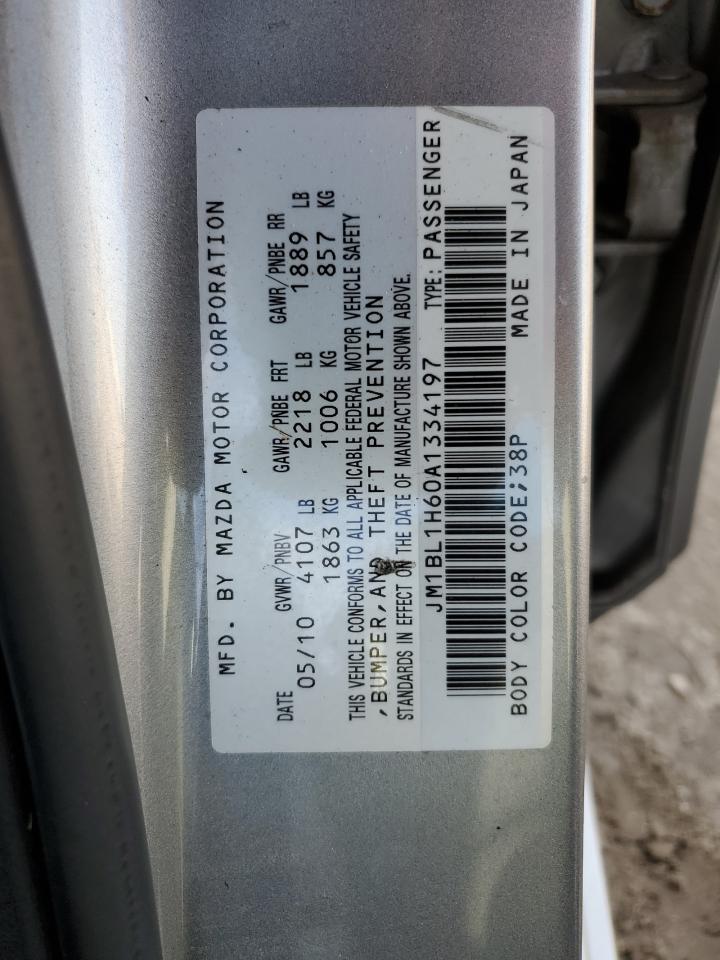 MFD. BY MAZDA MOTOR CORPORATION
DATE GVWR/PNBV GAWR/PNBE FRT GAWR/PNBE RR
05/10 4107 LB 2218 LB 1889 LB
1863 KG 1006 KG 857 KG
THIS VEHICLE CONFORMS TO ALL APPLICABLE FEDERAL MOTOR VEHICLE SAFETY
,BUMPER,AND THEFT PREVENTION
STANDARDS IN EFFECT ON THE DATE OF MANUFACTURE SHOWN ABOVE.
JM1BL1H60A1334197 TYPE: PASSENGER
BODY COLOR CODE;38P MADE IN JAPAN